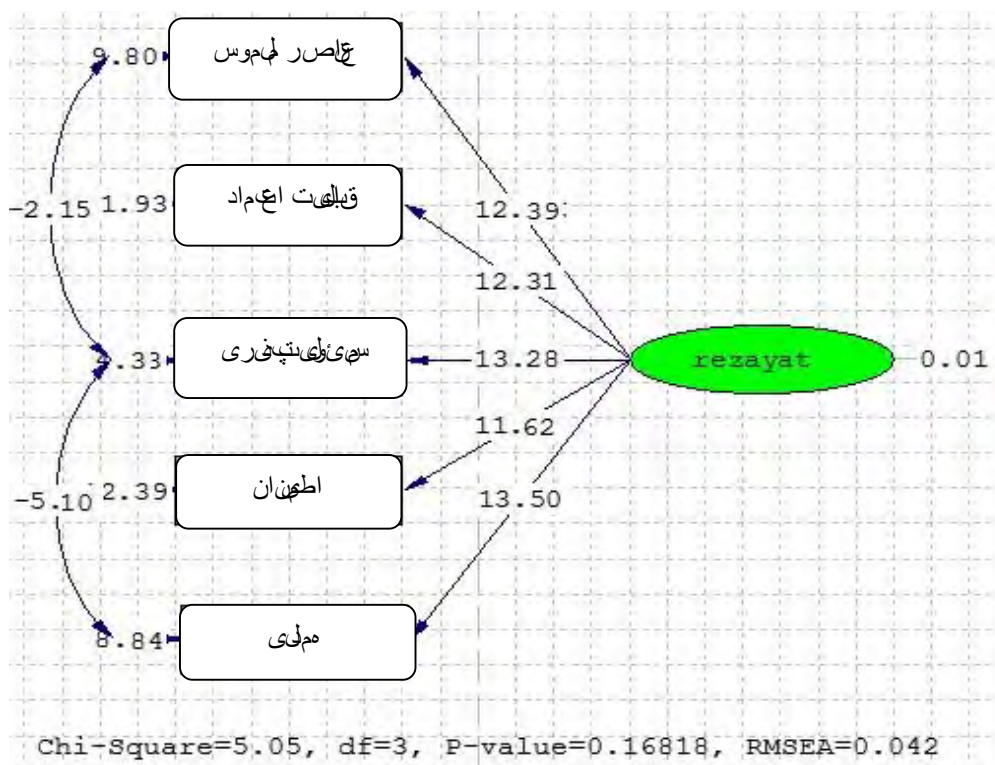 9.80
عناصر ملموس
-2.15
1.93
قابلیت اعتماد
12.39
12.31
مسئولیت‌پذیری
13.28
rezayat
0.01
11.62
-5.10
2.39
اطمینان
13.50
8.84
همدلی
Chi-Square=5.05, df=3, P-value=0.16818, RMSEA=0.042